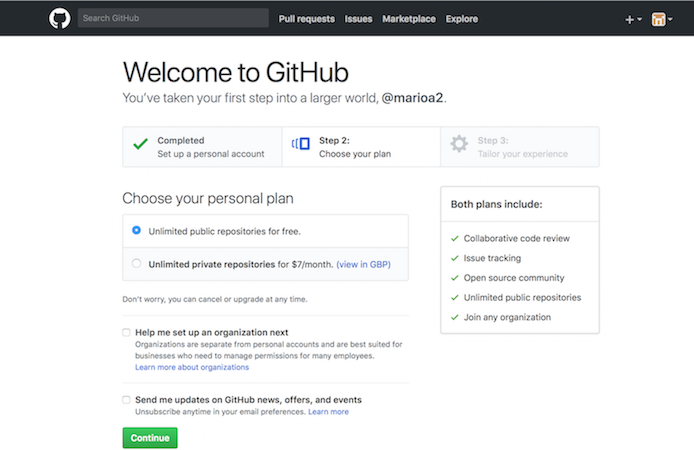 Search GitHub
Pull requests Issues Marketplace Explore
Welcome to GitHub
You’ve taken your first step into a larger world, @marioa2.
Completed
Set up a personal account
Step 2:
Choose your plan
Step 3:
Tailor your experience
Choose your personal plan
Unlimited public repositories for free.
Unlimited private repositories for $7/month. (view in GBP)
Don’t worry, you can cancel or upgrade at any time.
Help me set up an organization next
Organizations are separate from personal accounts and are best suited for
businesses who need to manage permissions for many employees.
Learn more about organizations
Send me updates on GitHub news, offers, and events
Unsubscribe anytime in your email preferences. Learn more
Continue
Both plans include:
Collaborative code review
Issue tracking
Open source community
Unlimited public repositories
Join any organization